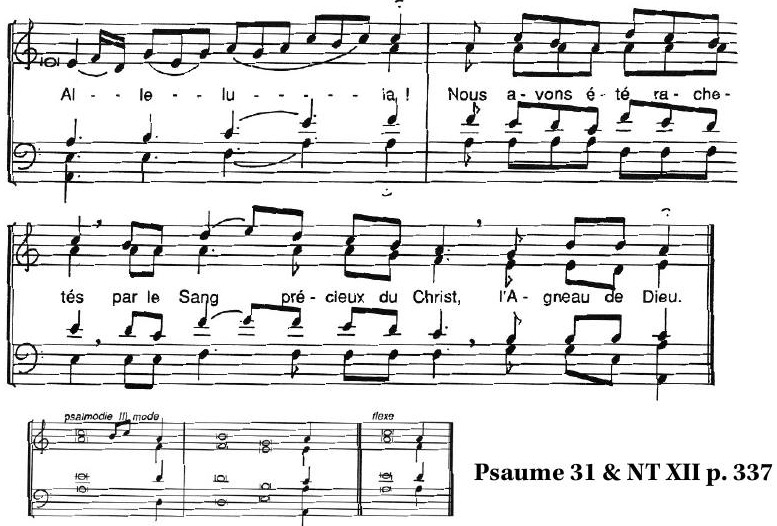 Al - - le - - lu - - - - - ia, ! Nous a - vons é - té ra - che -
tés par le Sang pré - cieux du Christ, l'A - gneau de Dieu.
psalmodie III mode flexe
Psaume 31 & NT XII p. 337